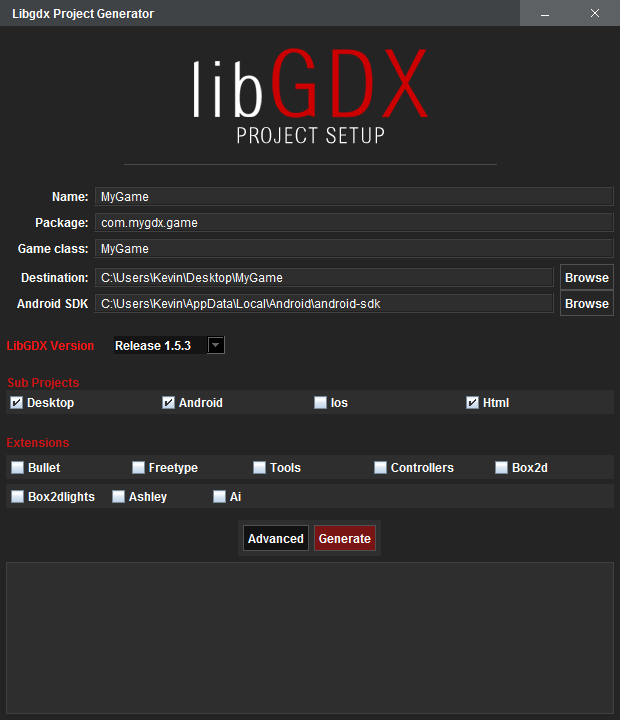 Libgdx Project Generator
libGDX
PROJECT SETUP
Name: MyGame
Package: com.mygdx.game
Game class: MyGame
Destination: C:\Users\Kevin\Desktop\MyGame Browse
Android SDK C:\Users\Kevin\AppData\Local\Android\android-sdk Browse
LibGDX Version Release 1.5.3
Sub Projects
Desktop Android Ios Html
Extensions
Bullet Freetype Tools Controllers Box2d
Box2dlights Ashley Ai
Advanced Generate